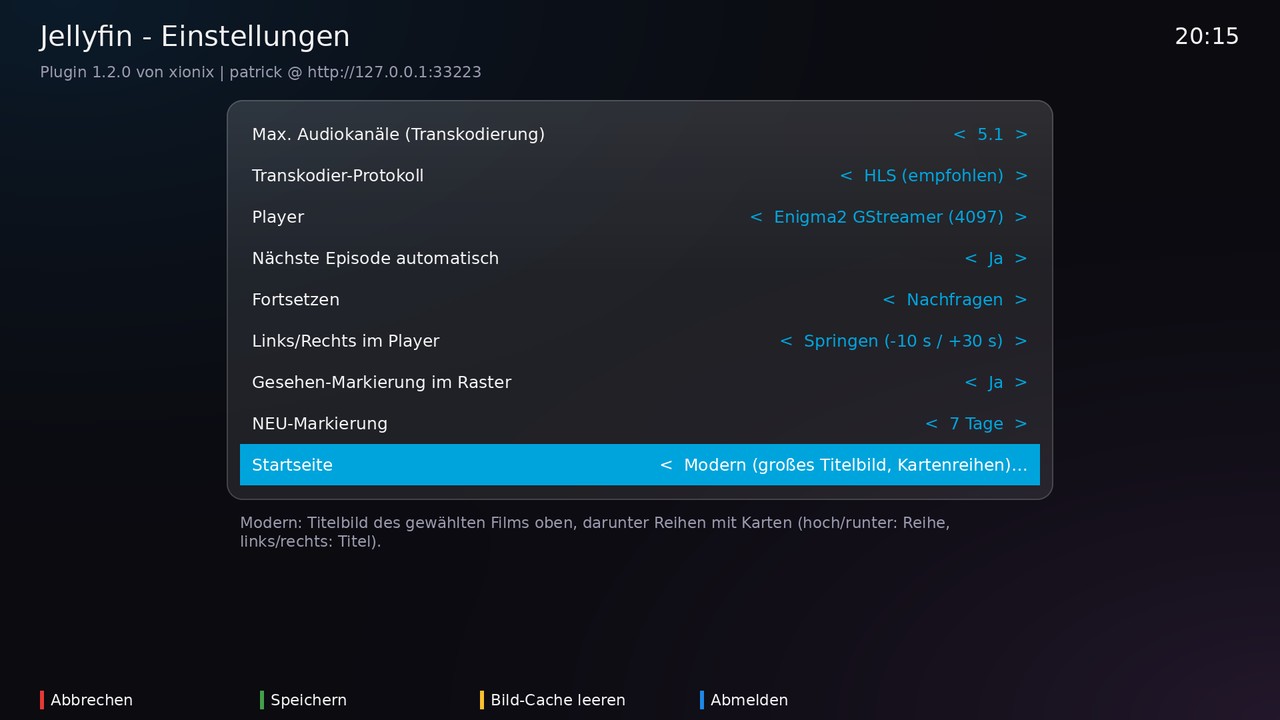 Jellyfin - Einstellungen
20:15
Plugin 1.2.0 von xionix | patrick @ http://127.0.0.1:33223
Max. Audiokanäle (Transkodierung) < 5.1 >
Transkodier-Protokoll < HLS (empfohlen) >
Player < Enigma2 GStreamer (4097) >
Nächste Episode automatisch < Ja >
Fortsetzen < Nachfragen >
Links/Rechts im Player < Springen (-10 s / +30 s) >
Gesehen-Markierung im Raster < Ja >
NEU-Markierung < 7 Tage >
Startseite < Modern (großes Titelbild, Kartenreihen)...
Modern: Titelbild des gewählten Films oben, darunter Reihen mit Karten (hoch/runter: Reihe,
links/rechts: Titel).
Abbrechen Speichern Bild-Cache leeren Abmelden